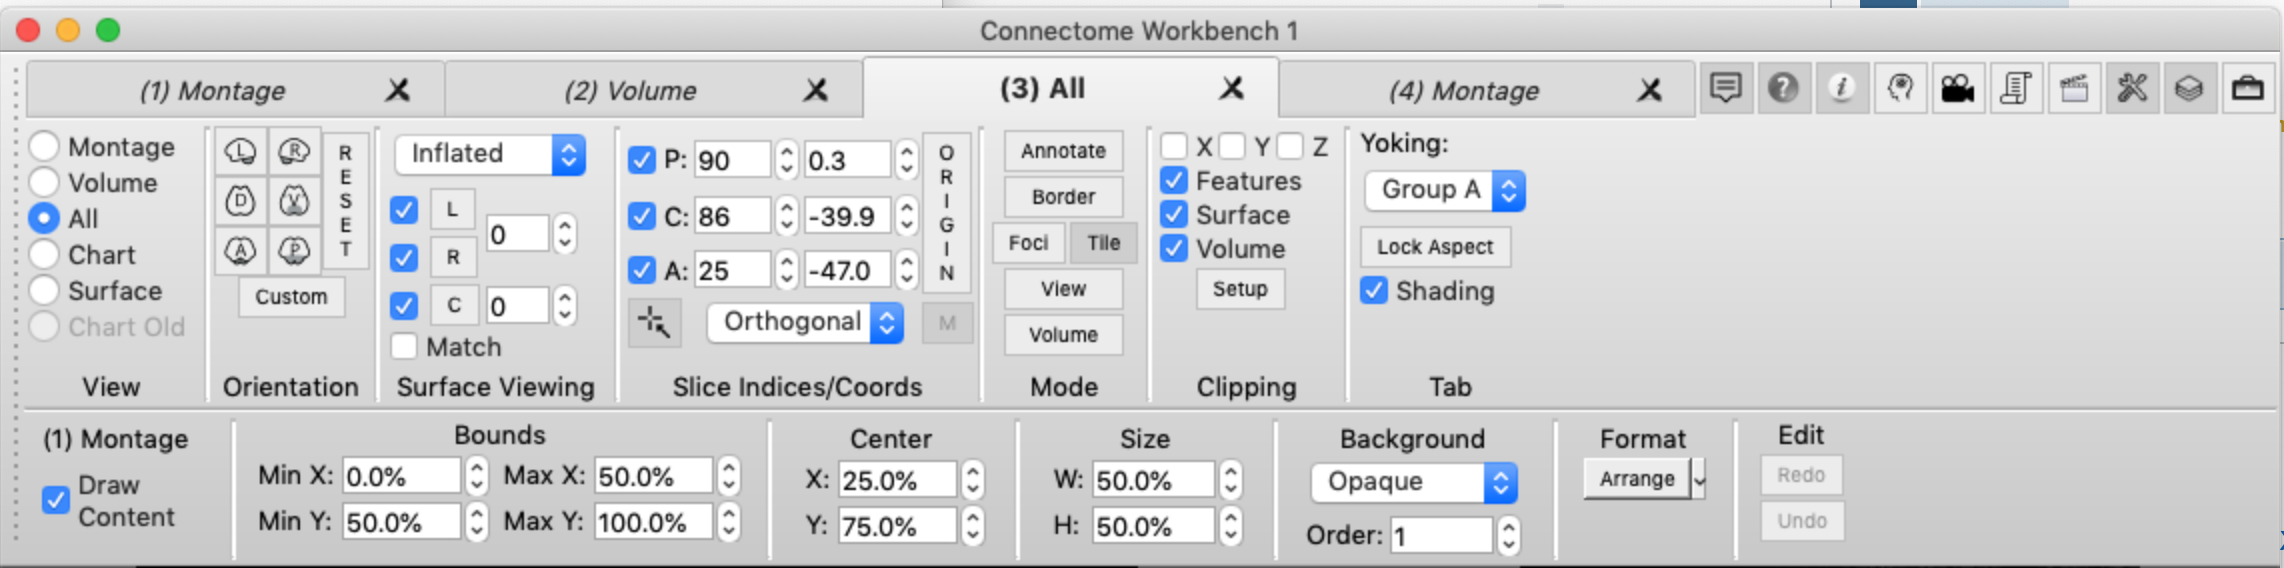 Connectome Workbench 1
(1) Montage (2) Volume (3) All (4) Montage
Montage
Volume
All
Chart
Surface
Chart Old
View
L R
D V
A P
RESET
Custom
Orientation
Inflated
L
R 0
C 0
Match
Surface Viewing
P: 90 0.3
C: 86 -39.9
A: 25 -47.0
ORIGIN
Orthogonal M
Slice Indices/Coords
Annotate
Border
Foci Tile
View
Volume
Mode
X Y Z
Features
Surface
Volume
Setup
Clipping
Yoking:
Group A
Lock Aspect
Shading
Tab
(1) Montage
Draw
Content
Bounds
Min X: 0.0% Max X: 50.0%
Min Y: 50.0% Max Y: 100.0%
Center
X: 25.0%
Y: 75.0%
Size
W: 50.0%
H: 50.0%
Background
Opaque
Order: 1
Format
Arrange
Edit
Redo
Undo